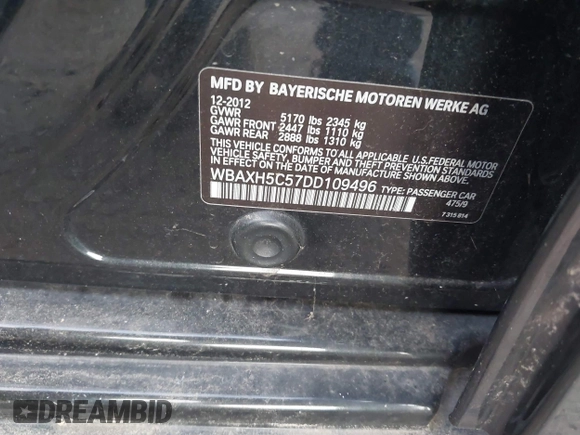 MFD BY BAYERISCHE MOTOREN WERKE AG
12-2012
GVWR 5170 lbs 2345 kg
GAWR FRONT 2447 lbs 1110 kg
GAWR REAR 2888 lbs 1310 kg
THIS VEHICLE CONFORMS TO ALL APPLICABLE U.S. FEDERAL MOTOR
VEHICLE SAFETY, BUMPER AND THEFT PREVENTION STANDARDS IN
EFFECT ON THE DATE OF MANUFACTURE SHOWN ABOVE.
WBAXH5C57DD109496 TYPE: PASSENGER CAR
475/9
7 315 814
DREAMBID